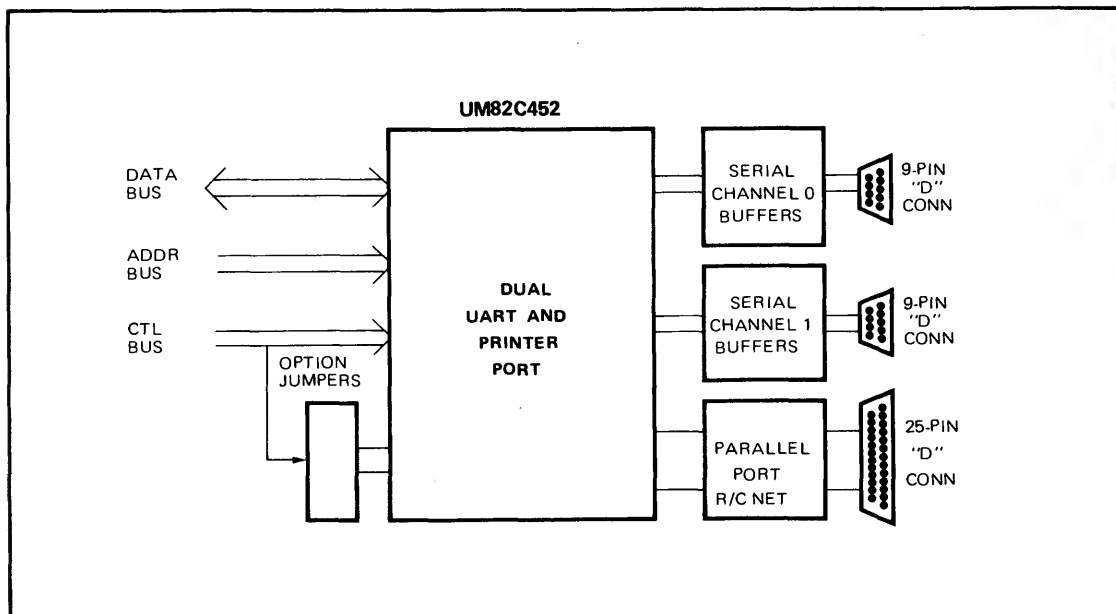 UM82C452
DATA
BUS
ADDR
BUS
CTL
BUS
OPTION
JUMPERS
DUAL
UART AND
PRINTER
PORT
SERIAL
CHANNEL 0
BUFFERS
9-PIN
"D"
CONN
SERIAL
CHANNEL 1
BUFFERS
9-PIN
"D"
CONN
PARALLEL
PORT
R/C NET
25-PIN
"D"
CONN